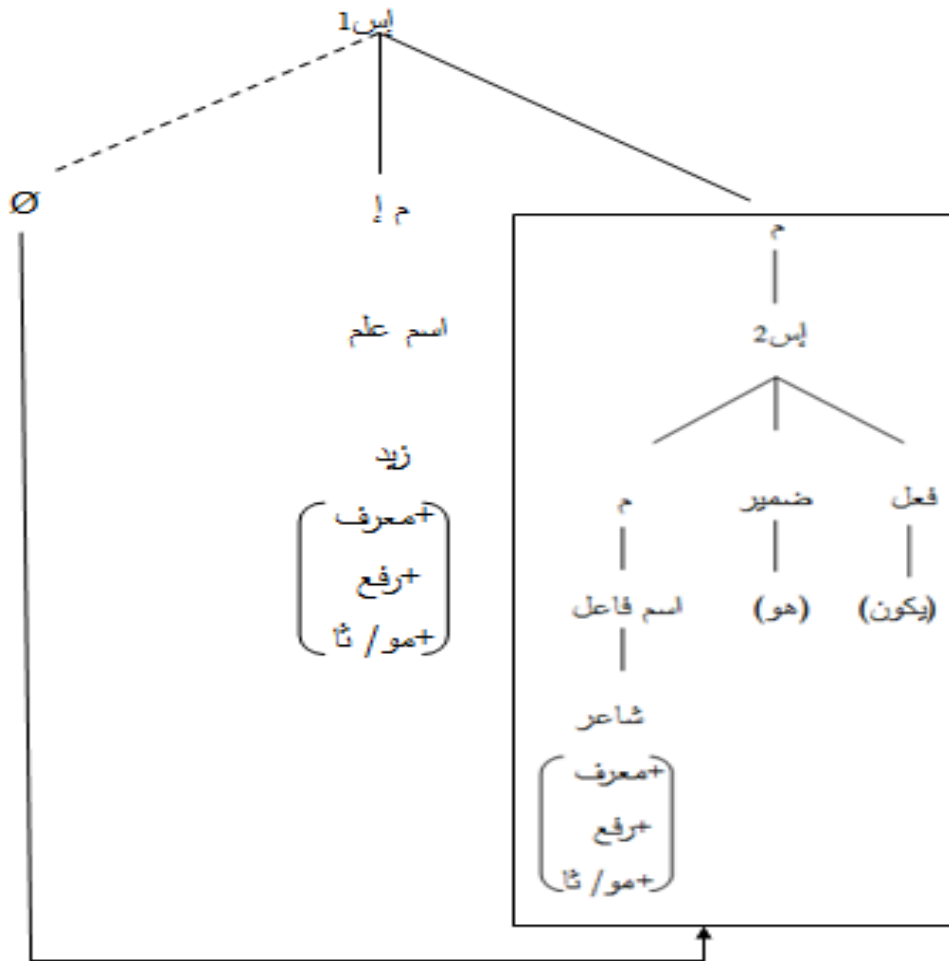 إس1
م
م إ
Ø
إس2
اسم علم
زيد
فعل
ضمير
م
+معرف
+رفع
+مو/ ثا
(يكون)
(هو)
اسم فاعل
شاعر
+معرف
+رفع
+مو/ ثا